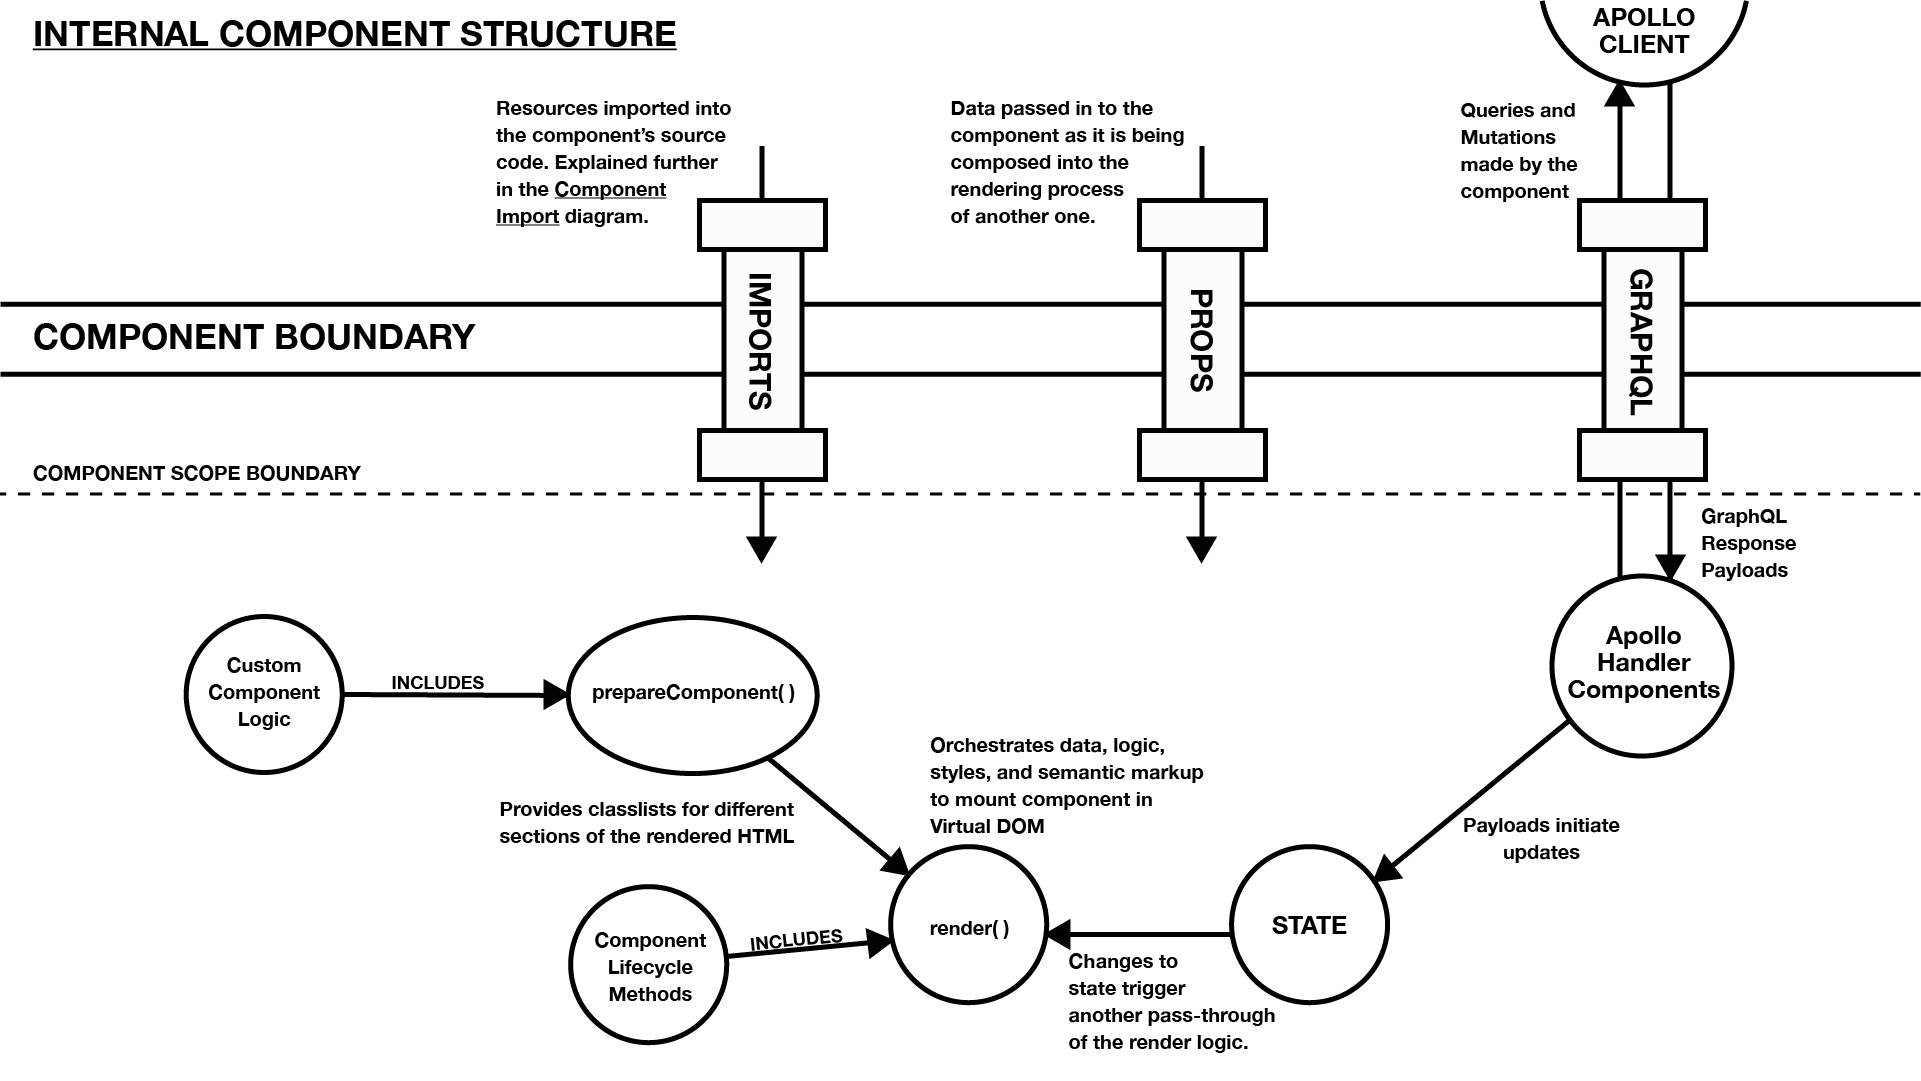 INTERNAL COMPONENT STRUCTURE
APOLLO
CLIENT
Resources imported into
the component’s source
code. Explained further
in the Component
Import diagram.
Data passed in to the
component as it is being
composed into the
rendering process
of another one.
Queries and
Mutations
made by the
component
IMPORTS
PROPS
GRAPHQL
COMPONENT BOUNDARY
COMPONENT SCOPE BOUNDARY
GraphQL
Response
Payloads
Custom
Component
Logic
INCLUDES
prepareComponent( )
Apollo
Handler
Components
Provides classlists for different
sections of the rendered HTML
Orchestrates data, logic,
styles, and semantic markup
to mount component in
Virtual DOM
Payloads initiate
updates
Component
Lifecycle
Methods
INCLUDES
render( )
STATE
Changes to
state trigger
another pass-through
of the render logic.